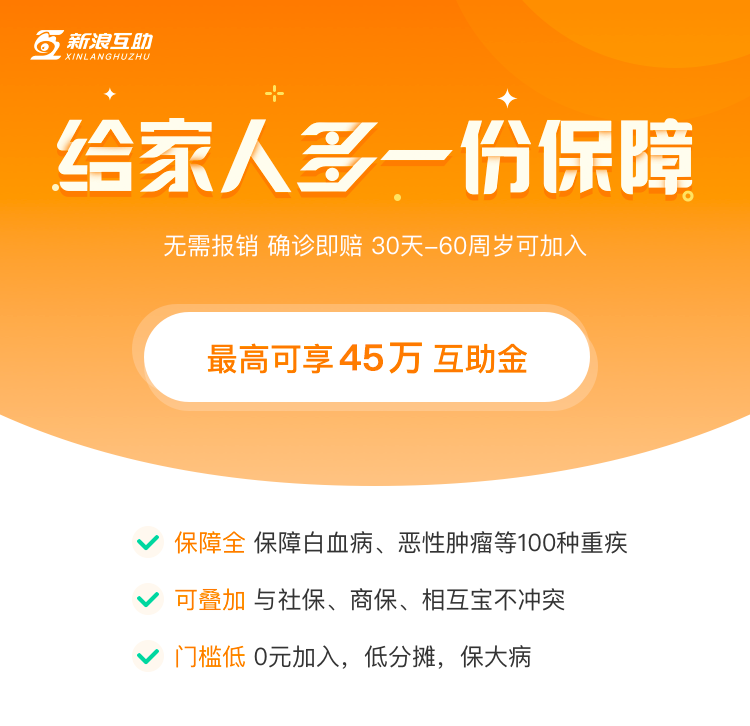 新浪互助
XINLANGHUZHU
给家人多一份保障
无需报销 确诊即赔 30天-60周岁可加入
最高可享45万 互助金
保障全 保障白血病、恶性肿瘤等100种重疾
可叠加 与社保、商保、相互宝不冲突
门槛低 0元加入，低分摊，保大病